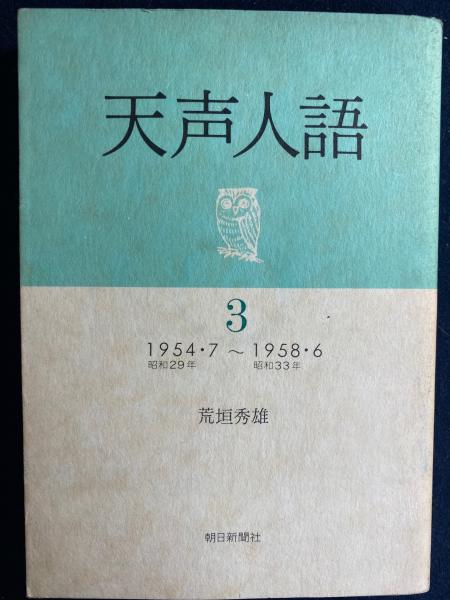 天声人語
3
1954・7 ～ 1958・6
昭和29年 昭和33年
荒垣秀雄
朝日新聞社